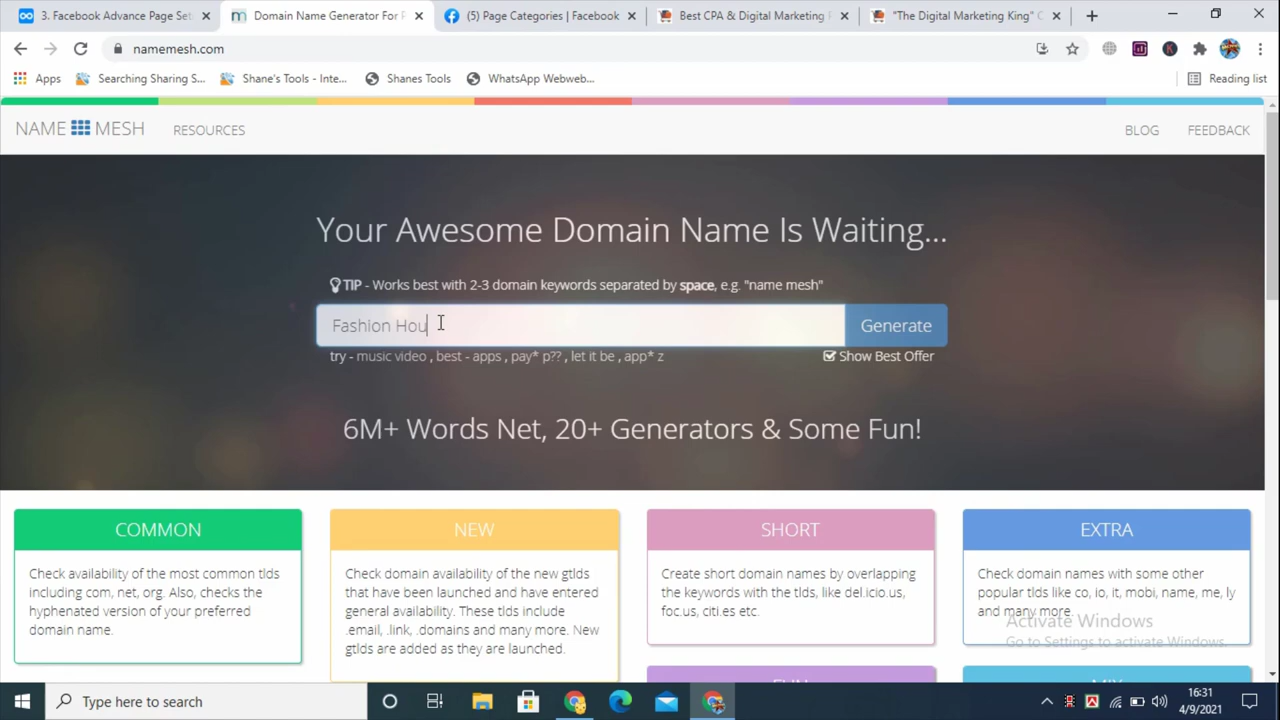 3. Facebook Advance Page Set
Domain Name Generator For P
(5) Page Categories | Facebook
Best CPA & Digital Marketing F
"The Digital Marketing King" C
namemesh.com
Apps
Searching Sharing S...
Shane's Tools - Inte...
Shanes Tools
WhatsApp Webweb...
Reading list
NAME MESH
RESOURCES
BLOG
FEEDBACK
Your Awesome Domain Name Is Waiting...
TIP - Works best with 2-3 domain keywords separated by space, e.g. "name mesh"
Fashion Hou
Generate
try - music video , best - apps , pay* p?? , let it be , app* z
Show Best Offer
6M+ Words Net, 20+ Generators & Some Fun!
COMMON
Check availability of the most common tlds
including com, net, org. Also, checks the
hyphenated version of your preferred
domain name.
NEW
Check domain availability of the new gtlds
that have been launched and have entered
general availability. These tlds include
.email, .link, .domains and many more. New
gtlds are added as they are launched.
SHORT
Create short domain names by overlapping
the keywords with the tlds, like del.icio.us,
foc.us, citi.es etc.
EXTRA
Check domain names with some other
popular tlds like co, io, it, mobi, name, me, ly
and many more.
Activate Windows
Go to Settings to activate Windows.
Type here to search
16:31
4/9/2021